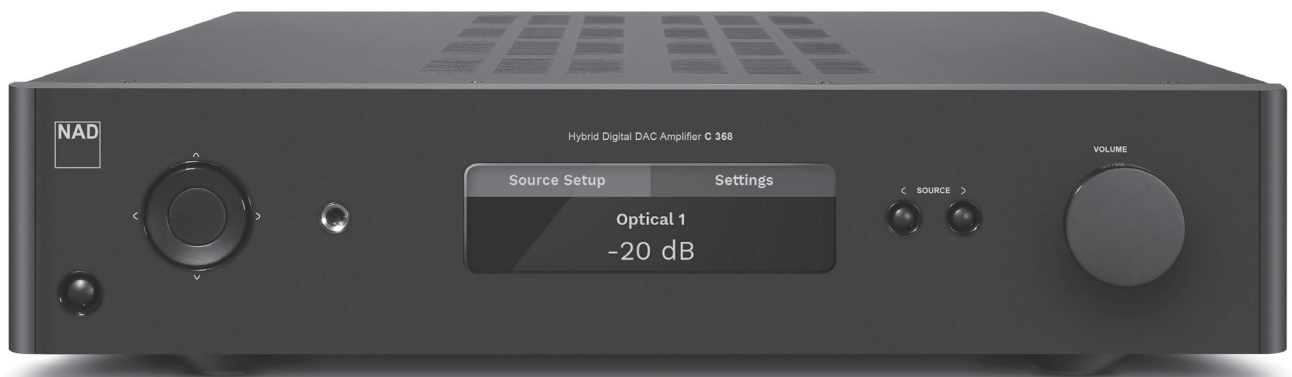 NAD
Hybrid Digital DAC Amplifier C 368
VOLUME
Source Setup Settings
< SOURCE >
Optical 1
-20 dB